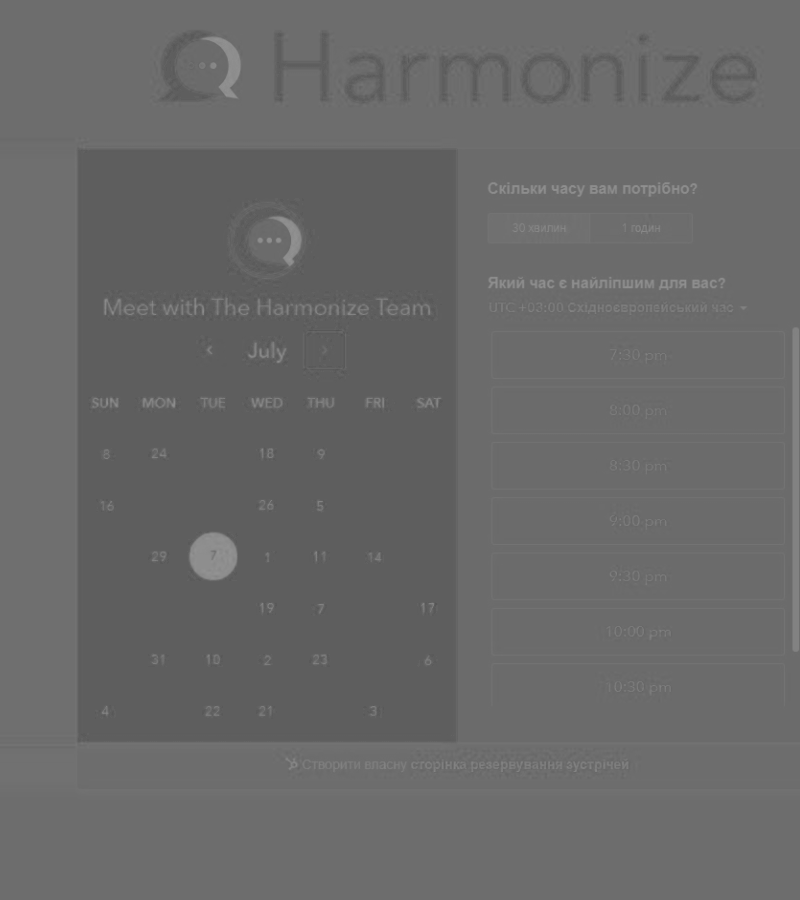 Harmonize
Meet with The Harmonize Team
July
SUN MON TUE WED THU FRI SAT
8 24 18 9
16 26 5
29 7 1 11 14
19 7 17
31 10 2 23 6
4 22 21 3
Скільки часу вам потрібно?
30 хвилин 1 годин
Який час є найліпшим для вас?
UTC +03:00 Східноєвропейський час
7:30 pm
8:00 pm
8:30 pm
9:00 pm
9:30 pm
10:00 pm
10:30 pm
Створити власну сторінка резервування зустрічей